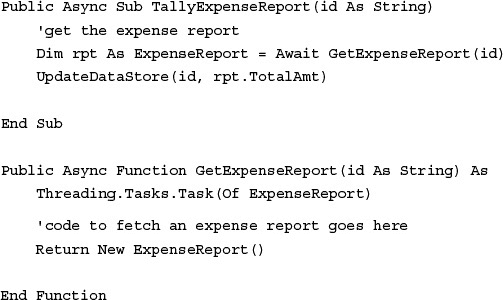 Public Async Sub TallyExpenseReport(id As String)
    'get the expense report
    Dim rpt As ExpenseReport = Await GetExpenseReport(id)
    UpdateDataStore(id, rpt.TotalAmt)

End Sub

Public Async Function GetExpenseReport(id As String) As
    Threading.Tasks.Task(Of ExpenseReport)

    'code to fetch an expense report goes here
    Return New ExpenseReport()

End Function